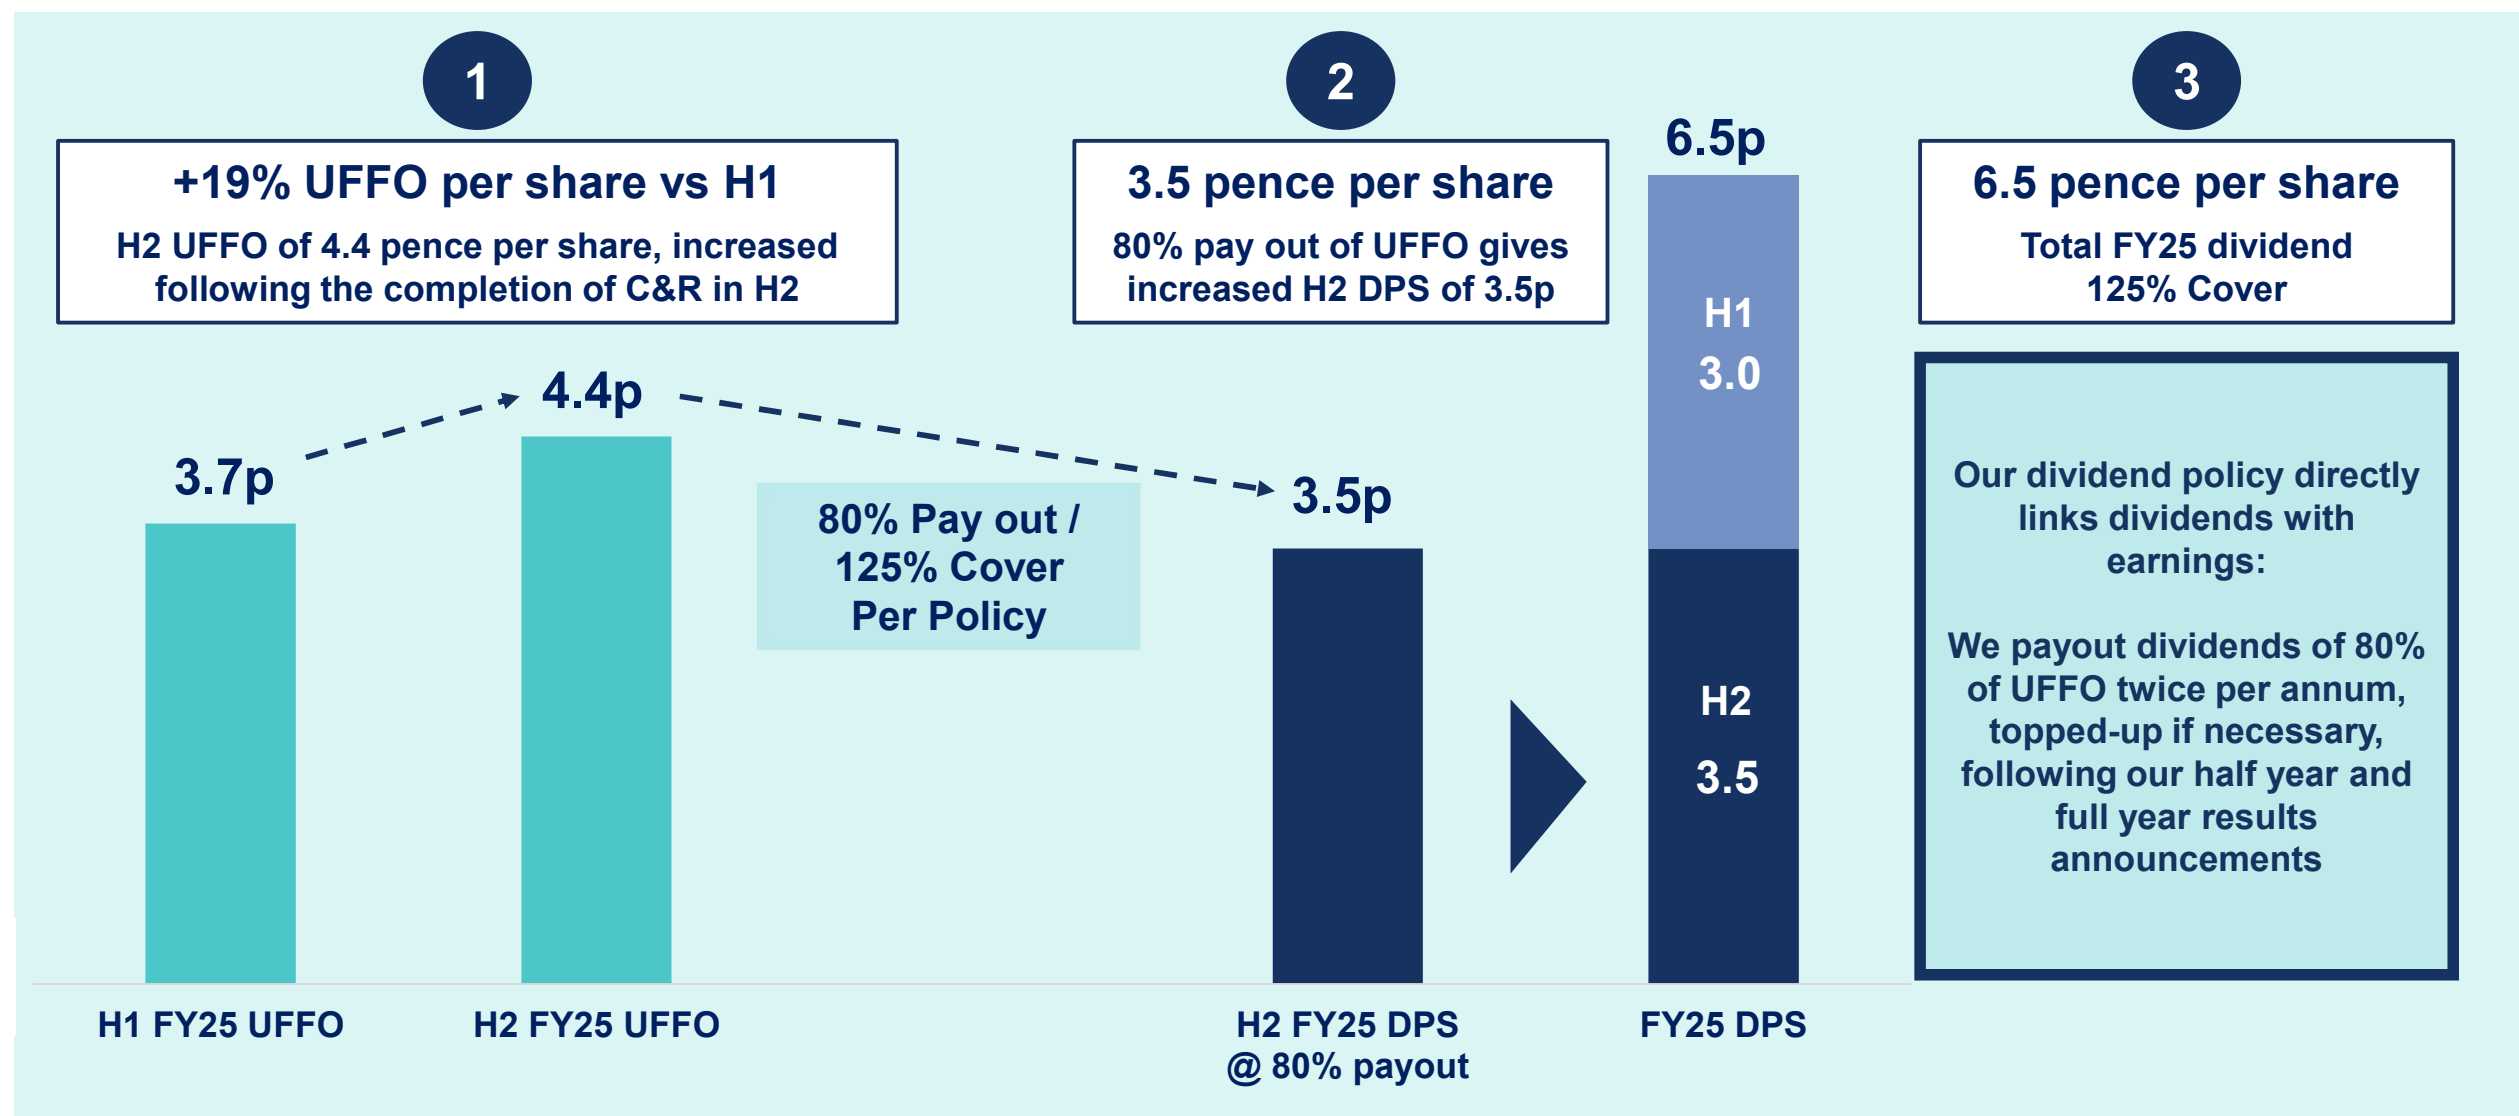 1
+19% UFFO per share vs H1
H2 UFFO of 4.4 pence per share, increased
following the completion of C&R in H2
3.7p
4.4p
80% Pay out /
125% Cover
Per Policy
H1 FY25 UFFO
H2 FY25 UFFO
2
3.5 pence per share
80% pay out of UFFO gives
increased H2 DPS of 3.5p
3.5p
H2 FY25 DPS
@ 80% payout
6.5p
H1
3.0
H2
3.5
FY25 DPS
3
6.5 pence per share
Total FY25 dividend
125% Cover
Our dividend policy directly
links dividends with
earnings:
We payout dividends of 80%
of UFFO twice per annum,
topped-up if necessary,
following our half year and
full year results
announcements